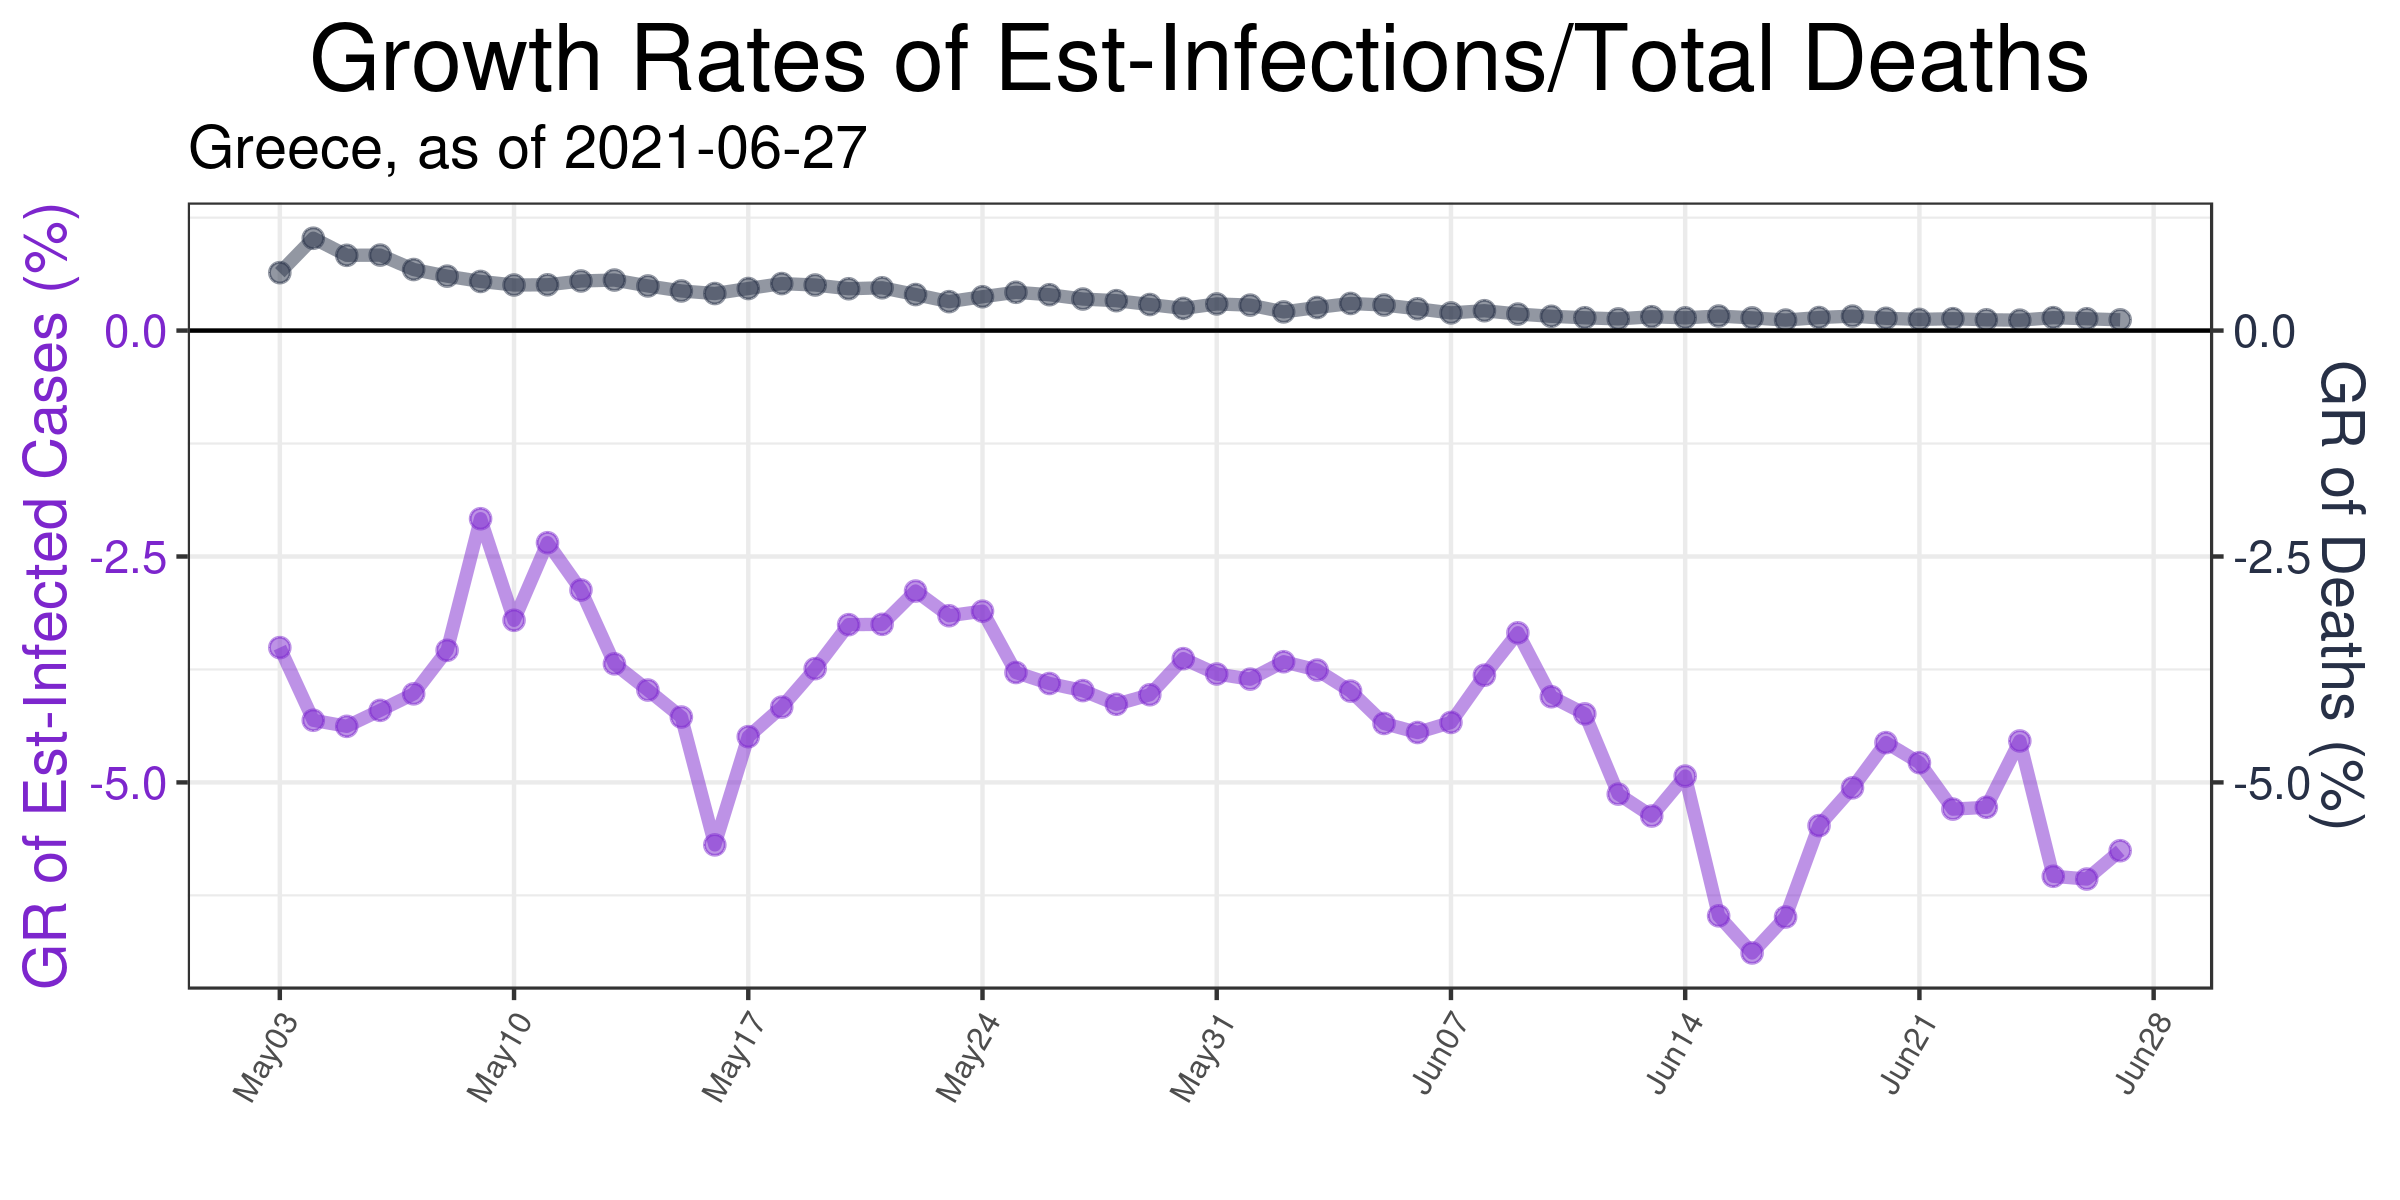 Growth Rates of Est-Infections/Total Deaths
Greece, as of 2021-06-27
GR of Est-Infected Cases (%)
0.0
-2.5
-5.0
0.0
-2.5
-5.0
GR of Deaths (%)
May03
May10
May17
May24
May31
Jun07
Jun14
Jun21
Jun28